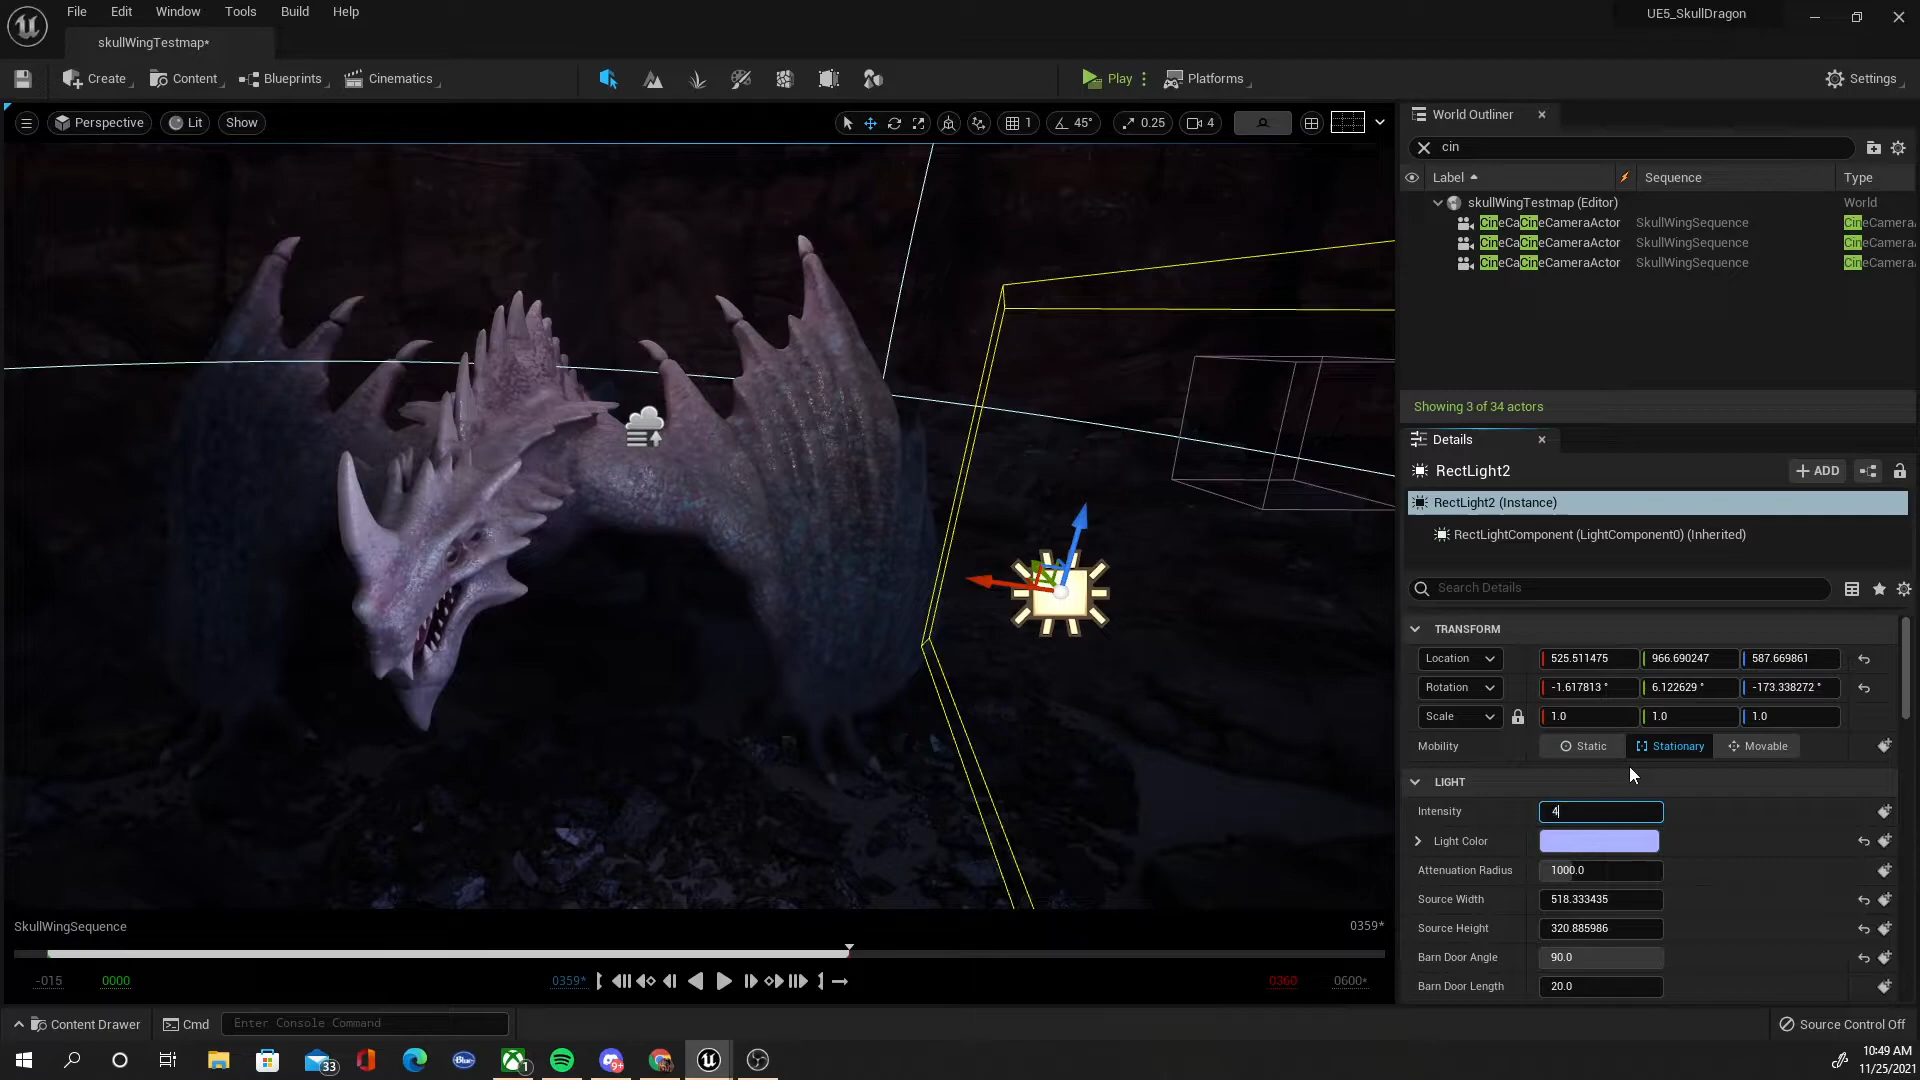 File Edit Window Tools Build Help
UE5_SkullDragon
skullWingTestmap*
Create Content Blueprints Cinematics Play Platforms Settings
Perspective Lit Show 1 45° 0.25 4
World Outliner
cin
Label Sequence Type
skullWingTestmap (Editor) World
CineCaCineCameraActor SkullWingSequence CineCamera
CineCaCineCameraActor SkullWingSequence CineCamera
CineCaCineCameraActor SkullWingSequence CineCamera
Showing 3 of 34 actors
Details
RectLight2 + ADD
RectLight2 (Instance)
RectLightComponent (LightComponent0) (Inherited)
Search Details
TRANSFORM
Location 525.511475 966.690247 587.669861
Rotation -1.617813 ° 6.122629 ° -173.338272 °
Scale 1.0 1.0 1.0
Mobility Static Stationary Movable
LIGHT
Intensity 4
Light Color
Attenuation Radius 1000.0
Source Width 518.333435
Source Height 320.885986
Barn Door Angle 90.0
Barn Door Length 20.0
SkullWingSequence 0359*
-015 0000 0359* 0360 0600*
Content Drawer Cmd Enter Console Command Source Control Off
33 Blue 1 9+
10:49 AM
11/25/2021